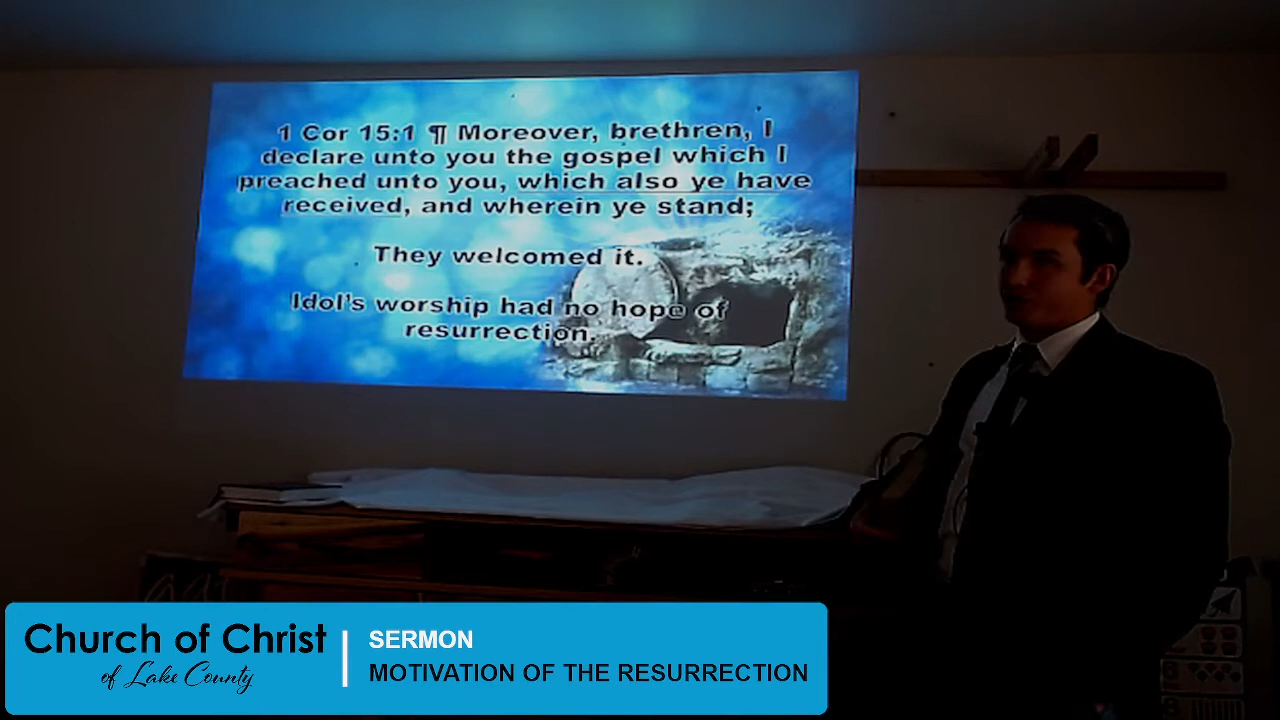 1 Cor 15:1 ¶ Moreover, brethren, I
declare unto you the gospel which I
preached unto you, which also ye have
received, and wherein ye stand;
They welcomed it.
Idol's worship had no hope of
resurrection.
Church of Christ
of Lake County
SERMON
MOTIVATION OF THE RESURRECTION